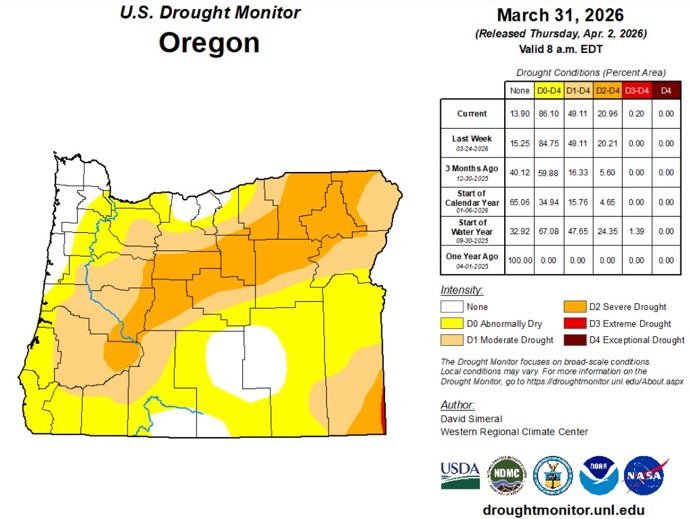 U.S. Drought Monitor
Oregon
March 31, 2026
(Released Thursday, Apr. 2, 2026)
Valid 8 a.m. EDT
Drought Conditions (Percent Area)
None D0-D4 D1-D4 D2-D4 D3-D4 D4
Current 13.90 86.10 49.11 20.96 0.20 0.00
Last Week
03-24-2026 15.25 84.75 49.11 20.21 0.00 0.00
3 Months Ago
12-30-2025 40.12 59.88 16.33 5.60 0.00 0.00
Start of
Calendar Year
01-06-2026 65.06 34.94 15.76 4.65 0.00 0.00
Start of
Water Year
09-30-2025 32.92 67.08 47.65 24.35 1.39 0.00
One Year Ago
04-01-2025 100.00 0.00 0.00 0.00 0.00 0.00
Intensity:
None
D0 Abnormally Dry
D1 Moderate Drought
D2 Severe Drought
D3 Extreme Drought
D4 Exceptional Drought
The Drought Monitor focuses on broad-scale conditions.
Local conditions may vary. For more information on the
Drought Monitor, go to https://droughtmonitor.unl.edu/About.aspx
Author:
David Simeral
Western Regional Climate Center
USDA
NDMC
NOAA
NASA
droughtmonitor.unl.edu